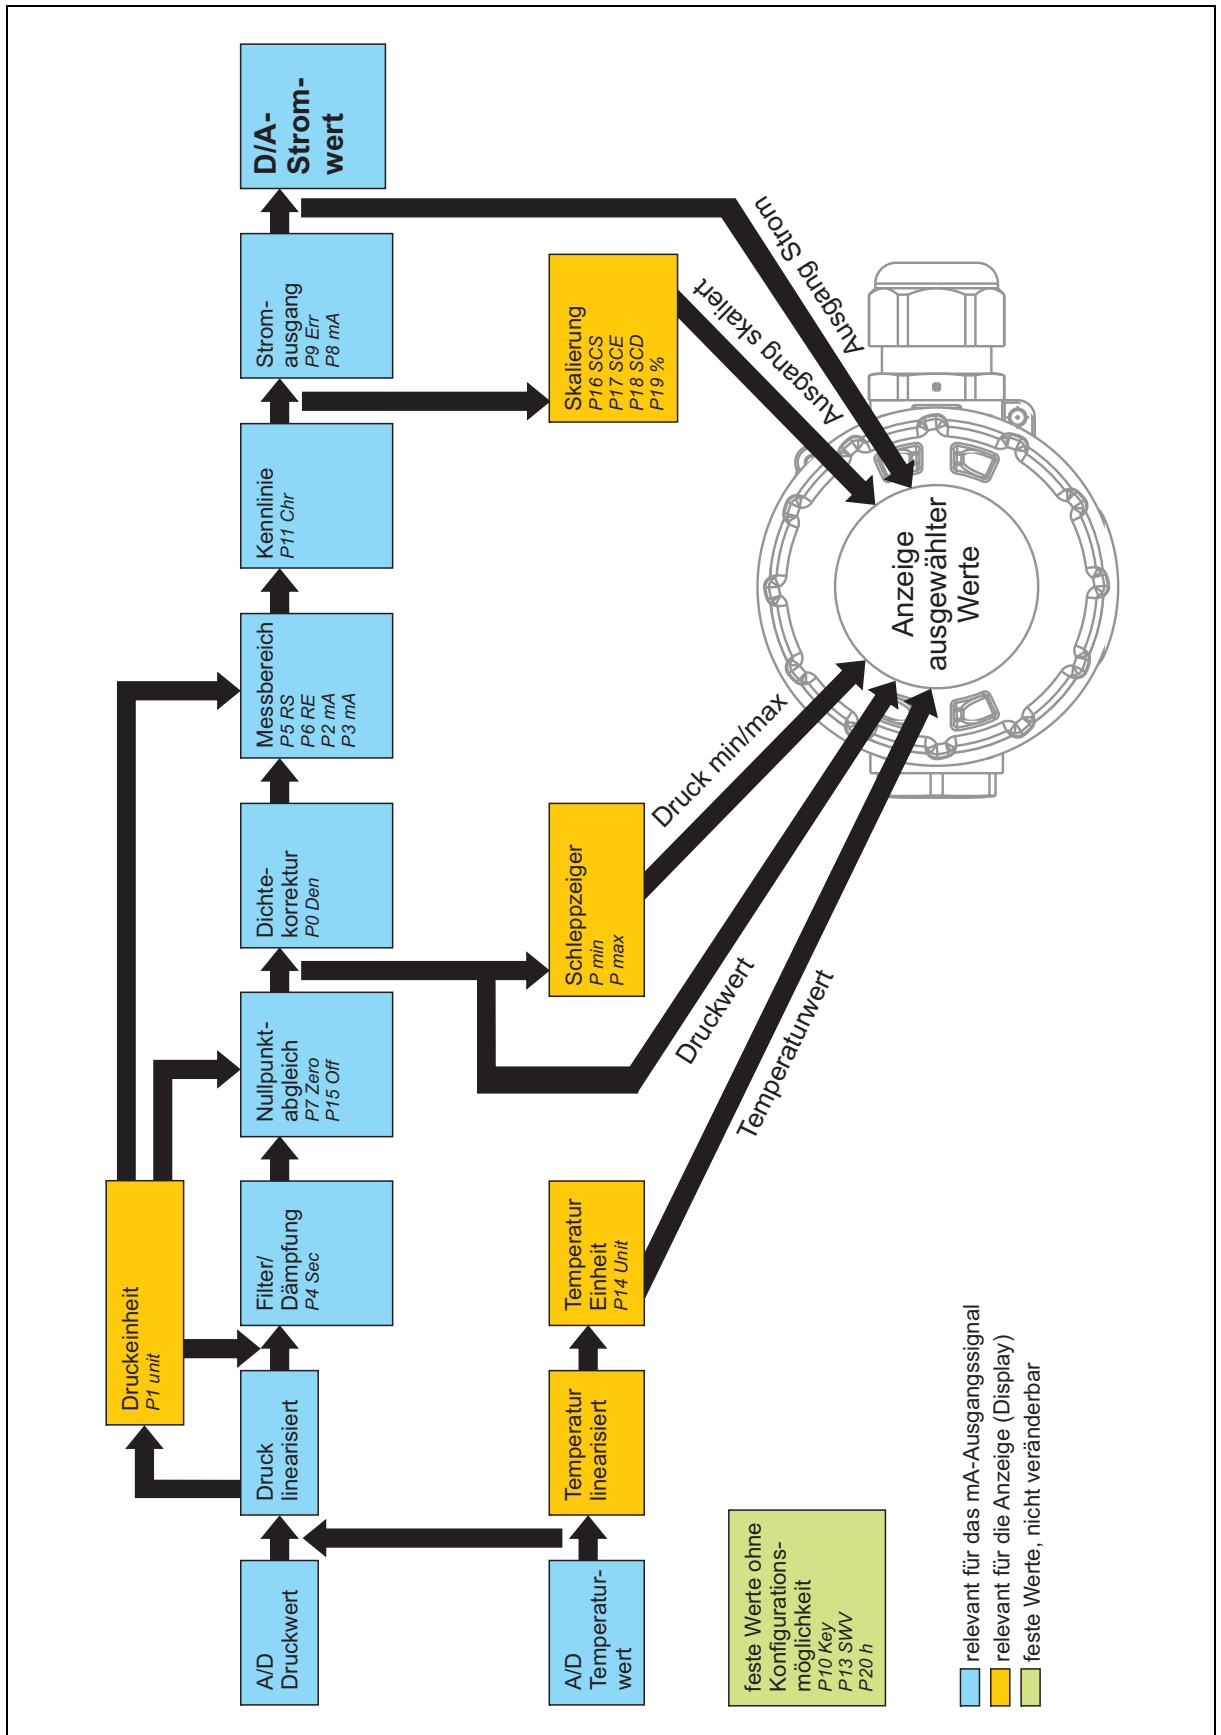 A/D
Druckwert
Druck
linearisiert
Druckeinheit
P1 unit
Filter/
Dämpfung
P4 Sec
Nullpunkt-
abgleich
P7 Zero
P15 Off
Dichte-
korrektur
P0 Den
Messbereich
P5 RS
P6 RE
P2 mA
P3 mA
Kennlinie
P11 Chr
Strom-
ausgang
P9 Err
P8 mA
D/A-
Strom-
wert
A/D
Temperatur-
wert
Temperatur
linearisiert
Temperatur
Einheit
P14 Unit
Schleppzeiger
P min
P max
Skalierung
P16 SCS
P17 SCE
P18 SCD
P19 %
Temperaturwert
Druckwert
Druck min/max
Ausgang skaliert
Ausgang Strom
Anzeige
ausgewählter
Werte
feste Werte ohne
Konfigurations-
möglichkeit
P10 Key
P13 SWV
P20 h
relevant für das mA-Ausgangssignal
relevant für die Anzeige (Display)
feste Werte, nicht veränderbar